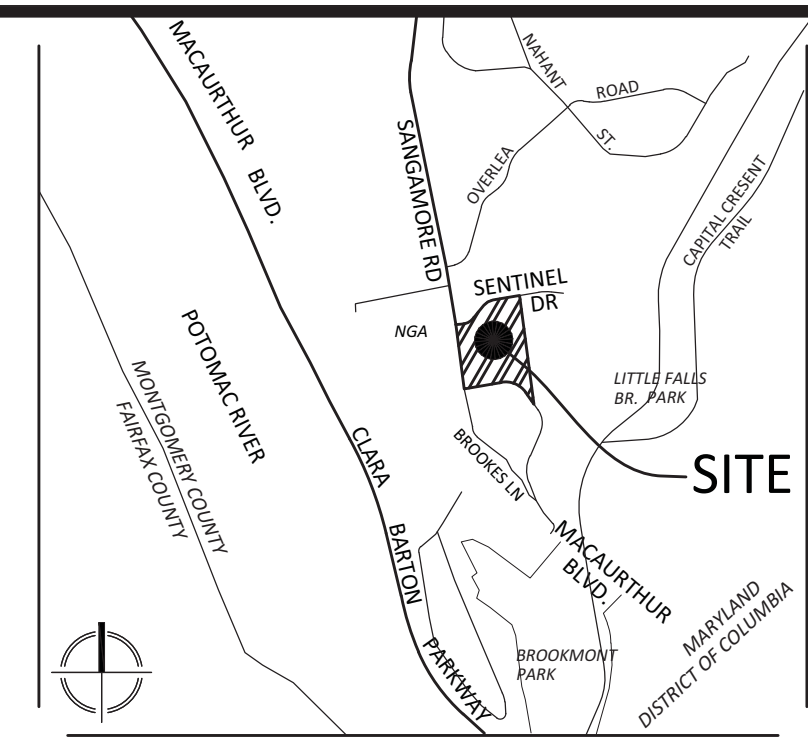 MACAURTHUR BLVD.
NAHANT ST.
OVERLEA ROAD
SANGAMORE RD
CAPITAL CRESENT
TRAIL
SENTINEL
DR
NGA
POTOMAC RIVER
MONTGOMERY COUNTY
FAIRFAX COUNTY
LITTLE FALLS
BR. PARK
SITE
CLARA BARTON PARKWAY
BROOKES LN
MACAURTHUR
BLVD.
BROOKMONT
PARK
MARYLAND
DISTRICT OF COLUMBIA